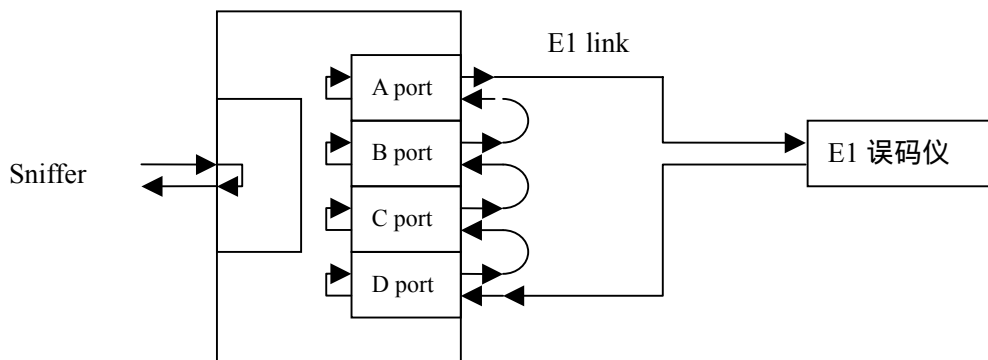 E1 link
A port
B port
E1 误码仪
Sniffer
C port
D port